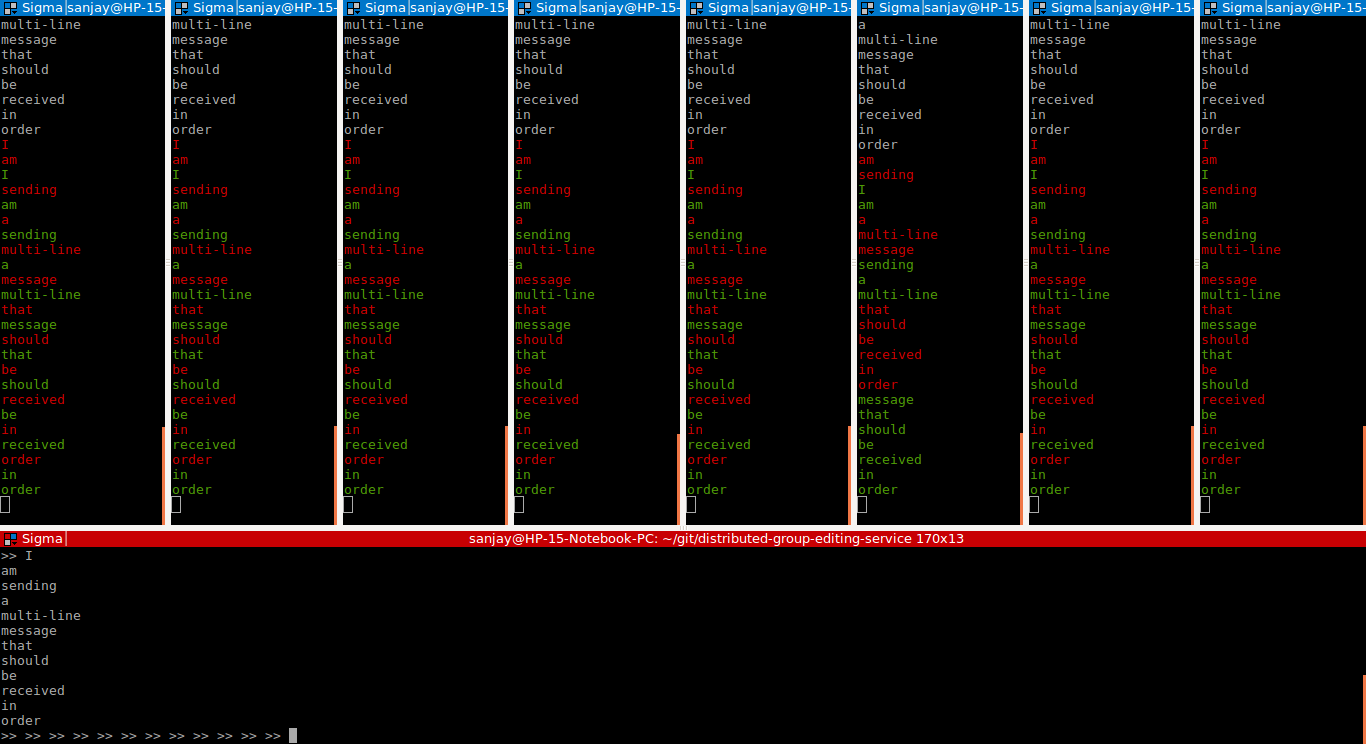 Sigma|sanjay@HP-15-
multi-line
message
that
should
be
received
in
order
I
am
I
sending
am
a
sending
multi-line
a
message
multi-line
that
message
should
that
be
should
received
be
in
received
order
in
order
Sigma|sanjay@HP-15-
multi-line
message
that
should
be
received
in
order
I
am
I
sending
am
a
sending
multi-line
a
message
multi-line
that
message
should
that
be
should
received
be
in
received
order
in
order
Sigma|sanjay@HP-15-
multi-line
message
that
should
be
received
in
order
I
am
I
sending
am
a
sending
multi-line
a
message
multi-line
that
message
should
that
be
should
received
be
in
received
order
in
order
Sigma|sanjay@HP-15-
multi-line
message
that
should
be
received
in
order
I
am
I
sending
am
a
sending
multi-line
a
message
multi-line
that
message
should
that
be
should
received
be
in
received
order
in
order
Sigma|sanjay@HP-15-
multi-line
message
that
should
be
received
in
order
I
am
I
sending
am
a
sending
multi-line
a
message
multi-line
that
message
should
that
be
should
received
be
in
received
order
in
order
Sigma|sanjay@HP-15-
a
multi-line
message
that
should
be
received
in
order
am
sending
I
am
a
multi-line
message
sending
a
multi-line
that
should
be
received
in
order
message
that
should
be
received
in
order
Sigma|sanjay@HP-15-
multi-line
message
that
should
be
received
in
order
I
am
I
sending
am
a
sending
multi-line
a
message
multi-line
that
message
should
that
be
should
received
be
in
received
order
in
order
Sigma|sanjay@HP-15-
multi-line
message
that
should
be
received
in
order
I
am
I
sending
am
a
sending
multi-line
a
message
multi-line
that
message
should
that
be
should
received
be
in
received
order
in
order
Sigma| sanjay@HP-15-Notebook-PC: ~/git/distributed-group-editing-service 170x13
>> I
am
sending
a
multi-line
message
that
should
be
received
in
order
>> >> >> >> >> >> >> >> >> >> >> >>